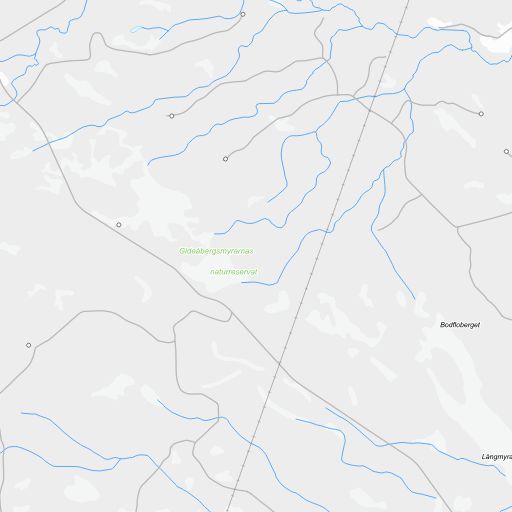 Gideåbergsmyrarnas
naturreservat
Bodfloberget
Långmyra